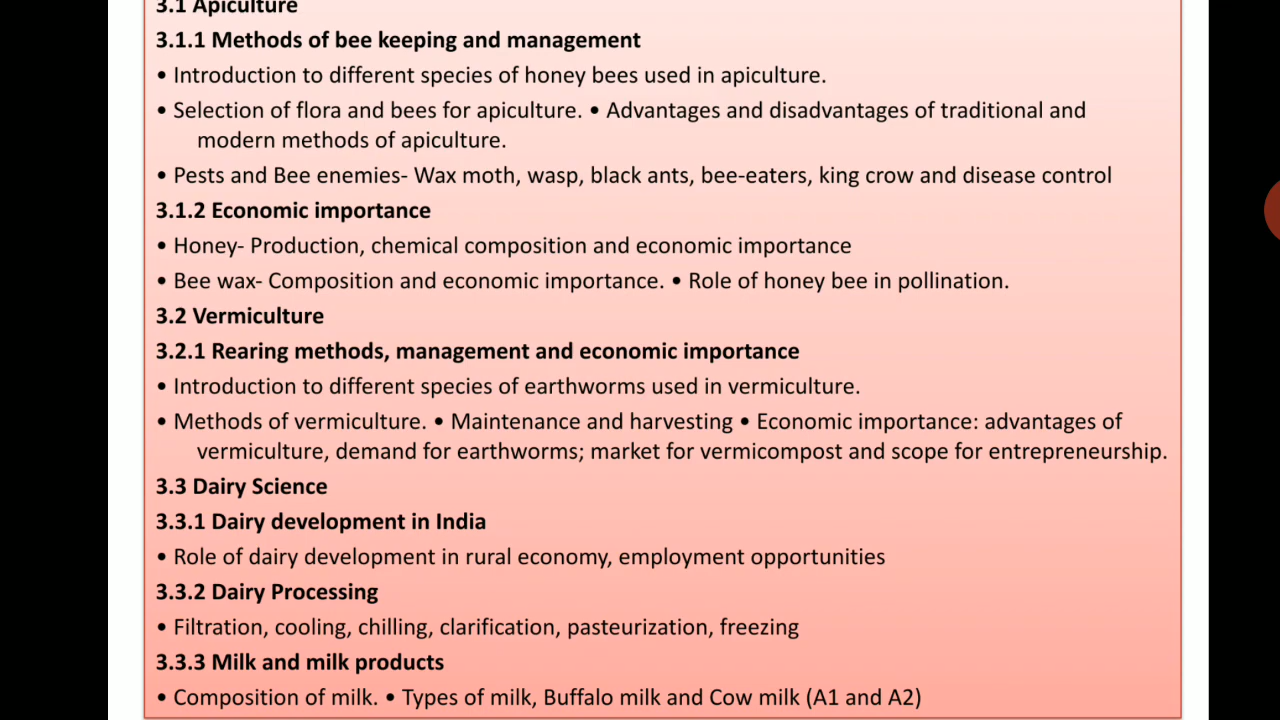 3.1 Apiculture
3.1.1 Methods of bee keeping and management
• Introduction to different species of honey bees used in apiculture.
• Selection of flora and bees for apiculture. • Advantages and disadvantages of traditional and
modern methods of apiculture.
• Pests and Bee enemies- Wax moth, wasp, black ants, bee-eaters, king crow and disease control
3.1.2 Economic importance
• Honey- Production, chemical composition and economic importance
• Bee wax- Composition and economic importance. • Role of honey bee in pollination.
3.2 Vermiculture
3.2.1 Rearing methods, management and economic importance
• Introduction to different species of earthworms used in vermiculture.
• Methods of vermiculture. • Maintenance and harvesting • Economic importance: advantages of
vermiculture, demand for earthworms; market for vermicompost and scope for entrepreneurship.
3.3 Dairy Science
3.3.1 Dairy development in India
• Role of dairy development in rural economy, employment opportunities
3.3.2 Dairy Processing
• Filtration, cooling, chilling, clarification, pasteurization, freezing
3.3.3 Milk and milk products
• Composition of milk. • Types of milk, Buffalo milk and Cow milk (A1 and A2)